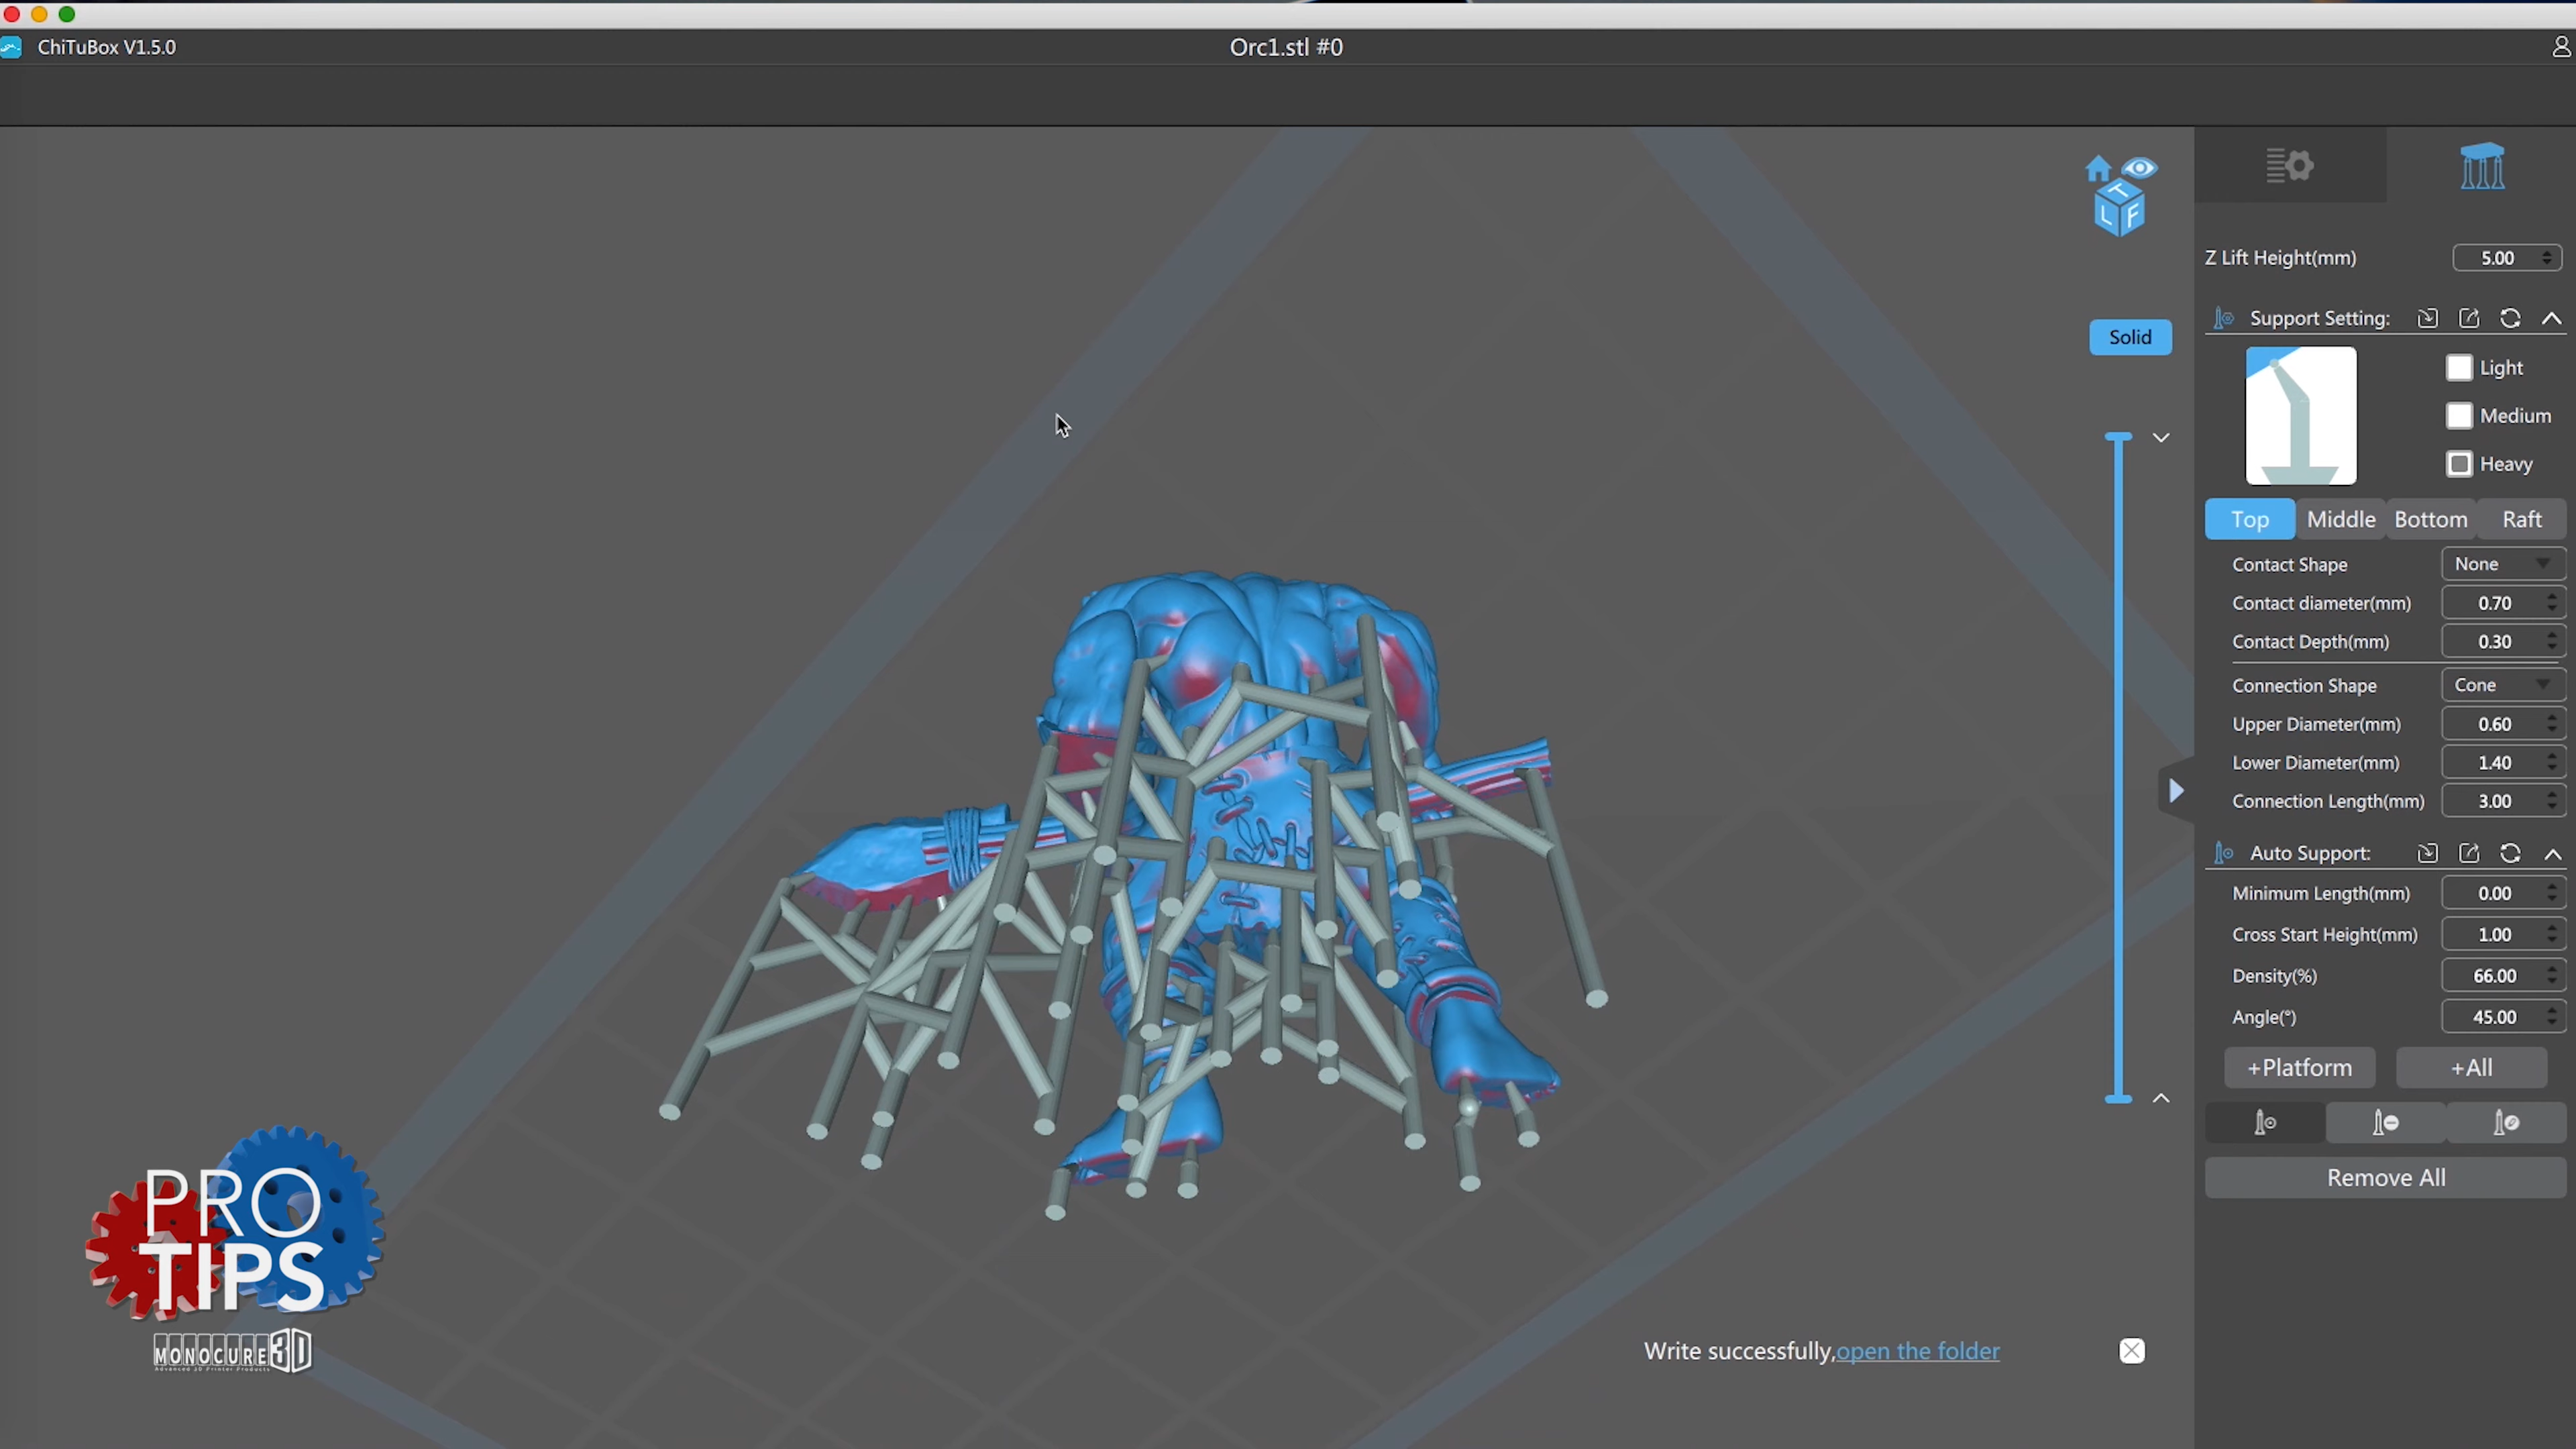 ChiTuBox V1.5.0
Orc1.stl #0
T
L F
Solid
Z Lift Height(mm) 5.00
Support Setting:
Light
Medium
Heavy
Top Middle Bottom Raft
Contact Shape None
Contact diameter(mm) 0.70
Contact Depth(mm) 0.30
Connection Shape Cone
Upper Diameter(mm) 0.60
Lower Diameter(mm) 1.40
Connection Length(mm) 3.00
Auto Support:
Minimum Length(mm) 0.00
Cross Start Height(mm) 1.00
Density(%) 66.00
Angle(°) 45.00
+Platform +All
Remove All
PRO
TIPS
MONOCURE3D
Advanced 3D Printer Products
Write successfully,open the folder